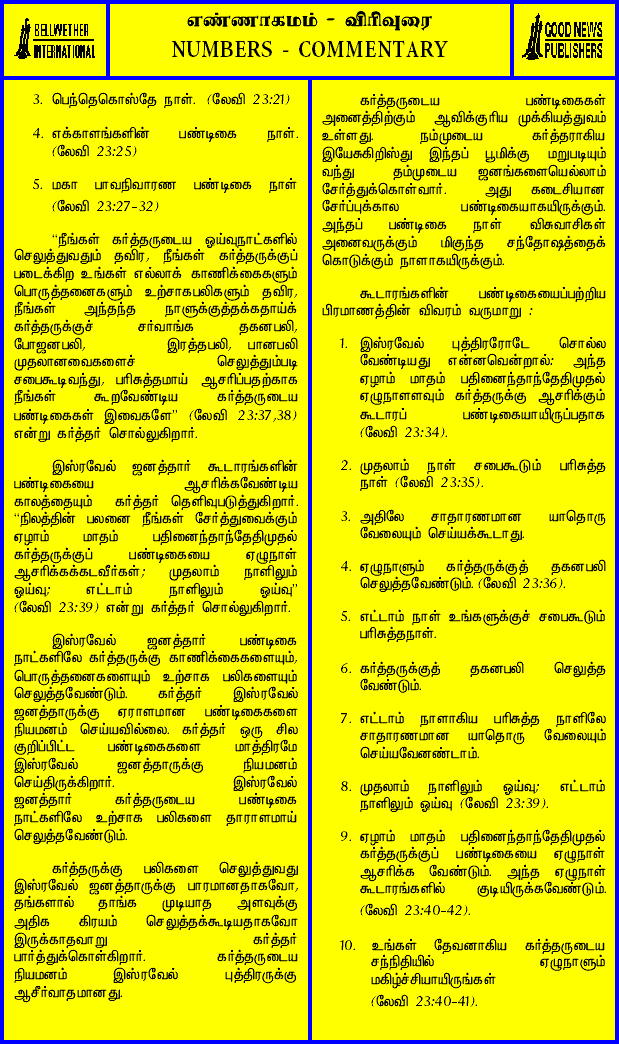 BELLWETHER
INTERNATIONAL
எண்ணாகமம் - விரிவுரை
NUMBERS - COMMENTARY
GOOD NEWS
PUBLISHERS
3. பெந்தெகொஸ்தே நாள். (லேவி 23:21)
4. எக்காளங்களின் பண்டிகை நாள்.
(லேவி 23:25)
5. மகா பாவநிவாரண பண்டிகை நாள்
(லேவி 23:27-32)
“நீங்கள் கர்த்தருடைய ஓய்வுநாட்களில்
செலுத்துவதும் தவிர, நீங்கள் கர்த்தருக்குப்
படைக்கிற உங்கள் எல்லாக் காணிக்கைகளும்
பொருத்தனைகளும் உற்சாகபலிகளும் தவிர,
நீங்கள் அந்தந்த நாளுக்குத்தக்கதாய்க்
கர்த்தருக்குச் சர்வாங்க தகனபலி,
போஜனபலி, இரத்தபலி, பானபலி
முதலானவைகளைச் செலுத்தும்படி
சபைகூடிவந்து, பரிசுத்தமாய் ஆசரிப்பதற்காக
நீங்கள் கூறவேண்டிய கர்த்தருடைய
பண்டிகைகள் இவைகளே” (லேவி 23:37,38)
என்று கர்த்தர் சொல்லுகிறார்.
இஸ்ரவேல் ஜனத்தார் கூடாரங்களின்
பண்டிகையை ஆசரிக்கவேண்டிய
காலத்தையும் கர்த்தர் தெளிவுபடுத்துகிறார்.
“நிலத்தின் பலனை நீங்கள் சேர்த்துவைக்கும்
ஏழாம் மாதம் பதினைந்தாந்தேதிமுதல்
கர்த்தருக்குப் பண்டிகையை ஏழுநாள்
ஆசரிக்கக்கடவீர்கள்; முதலாம் நாளிலும்
ஓய்வு; எட்டாம் நாளிலும் ஓய்வு”
(லேவி 23:39) என்று கர்த்தர் சொல்லுகிறார்.
இஸ்ரவேல் ஜனத்தார் பண்டிகை
நாட்களிலே கர்த்தருக்கு காணிக்கைகளையும்,
பொருத்தனைகளையும் உற்சாக பலிகளையும்
செலுத்தவேண்டும். கர்த்தர் இஸ்ரவேல்
ஜனத்தாருக்கு ஏராளமான பண்டிகைகளை
நியமனம் செய்யவில்லை. கர்த்தர் ஒரு சில
குறிப்பிட்ட பண்டிகைகளை மாத்திரமே
இஸ்ரவேல் ஜனத்தாருக்கு நியமனம்
செய்திருக்கிறார். இஸ்ரவேல்
ஜனத்தார் கர்த்தருடைய பண்டிகை
நாட்களிலே உற்சாக பலிகளை தாராளமாய்
செலுத்தவேண்டும்.
கர்த்தருக்கு பலிகளை செலுத்துவது
இஸ்ரவேல் ஜனத்தாருக்கு பாரமானதாகவோ,
தங்களால் தாங்க முடியாத அளவுக்கு
அதிக கிரயம் செலுத்தக்கூடியதாகவோ
இருக்காதவாறு கர்த்தர்
பார்த்துக்கொள்கிறார். கர்த்தருடைய
நியமனம் இஸ்ரவேல் புத்திரருக்கு
ஆசீர்வாதமானது.
கர்த்தருடைய பண்டிகைகள்
அனைத்திற்கும் ஆவிக்குரிய முக்கியத்துவம்
உள்ளது. நம்முடைய கர்த்தராகிய
இயேசுகிறிஸ்து இந்தப் பூமிக்கு மறுபடியும்
வந்து தம்முடைய ஜனங்களையெல்லாம்
சேர்த்துக்கொள்வார். அது கடைசியான
சேர்ப்புக்கால பண்டிகையாகயிருக்கும்.
அந்தப் பண்டிகை நாள் விசுவாசிகள்
அனைவருக்கும் மிகுந்த சந்தோஷத்தைக்
கொடுக்கும் நாளாகயிருக்கும்.
கூடாரங்களின் பண்டிகையைப்பற்றிய
பிரமாணத்தின் விவரம் வருமாறு :
1. இஸ்ரவேல் புத்திரரோடே சொல்ல
வேண்டியது என்னவென்றால்: அந்த
ஏழாம் மாதம் பதினைந்தாந்தேதிமுதல்
ஏழுநாளளவும் கர்த்தருக்கு ஆசரிக்கும்
கூடாரப் பண்டிகையாயிருப்பதாக
(லேவி 23:34).
2. முதலாம் நாள் சபைகூடும் பரிசுத்த
நாள் (லேவி 23:35).
3. அதிலே சாதாரணமான யாதொரு
வேலையும் செய்யக்கூடாது.
4. ஏழுநாளும் கர்த்தருக்குத் தகனபலி
செலுத்தவேண்டும். (லேவி 23:36).
5. எட்டாம் நாள் உங்களுக்குச் சபைகூடும்
பரிசுத்தநாள்.
6. கர்த்தருக்குத் தகனபலி செலுத்த
வேண்டும்.
7. எட்டாம் நாளாகிய பரிசுத்த நாளிலே
சாதாரணமான யாதொரு வேலையும்
செய்யவேனண்டாம்.
8. முதலாம் நாளிலும் ஓய்வு; எட்டாம்
நாளிலும் ஓய்வு (லேவி 23:39).
9. ஏழாம் மாதம் பதினைந்தாந்தேதிமுதல்
கர்த்தருக்குப் பண்டிகையை ஏழுநாள்
ஆசரிக்க வேண்டும். அந்த ஏழுநாள்
கூடாரங்களில் குடியிருக்கவேண்டும்.
(லேவி 23:40-42).
10. உங்கள் தேவனாகிய கர்த்தருடைய
சந்நிதியில் ஏழுநாளும்
மகிழ்ச்சியாயிருங்கள்
(லேவி 23:40-41).